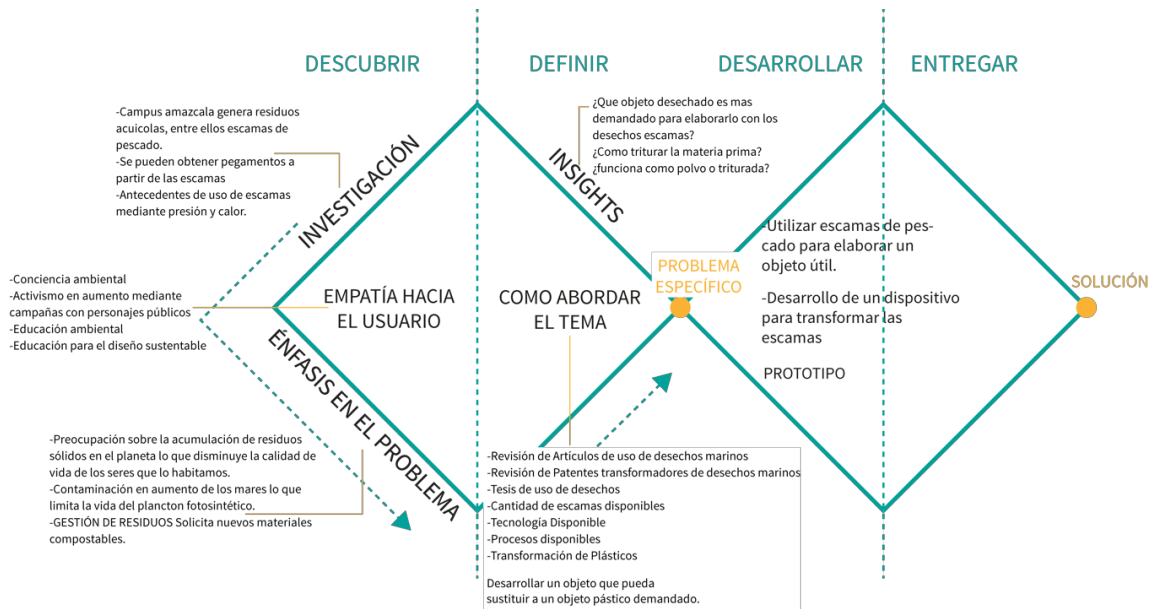 DESCUBRIR
DEFINIR
DESARROLLAR
ENTREGAR
-Campus amazcala genera residuos
acuicolas, entre ellos escamas de
pescado.
-Se pueden obtener pegamentos a
partir de las escamas
-Antecedentes de uso de escamas
mediante presión y calor.
INVESTIGACIÓN
-Conciencia ambiental
-Activismo en aumento mediante
campañas con personajes públicos
-Educación ambiental
-Educación para el diseño sustentable
EMPATÍA HACIA
EL USUARIO
ÉNFASIS EN EL PROBLEMA
-Preocupación sobre la acumulación de residuos
sólidos en el planeta lo que disminuye la calidad de
vida de los seres que lo habitamos.
-Contaminación en aumento de los mares lo que
limita la vida del plancton fotosintético.
-GESTIÓN DE RESIDUOS Solicita nuevos materiales
compostables.
¿Que objeto desechado es mas
demandado para elaborarlo con los
desechos escamas?
¿Como triturar la materia prima?
¿funciona como polvo o triturada?
INSIGHTS
COMO ABORDAR
EL TEMA
-Revisión de Artículos de uso de desechos marinos
-Revisión de Patentes transformadores de desechos marinos
-Tesis de uso de desechos
-Cantidad de escamas disponibles
-Tecnología Disponible
-Procesos disponibles
-Transformación de Plásticos
Desarrollar un objeto que pueda
sustituir a un objeto pástico demandado.
PROBLEMA
ESPECÍFICO
-Utilizar escamas de pes-
cado para elaborar un
objeto útil.
-Desarrollo de un dispositivo
para transformar las
escamas
PROTOTIPO
SOLUCIÓN